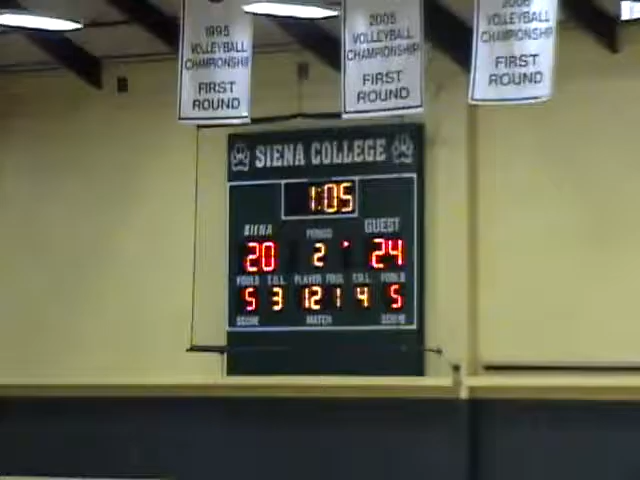 1995
VOLLEYBALL
CHAMPIONSHIP
FIRST
ROUND
2005
VOLLEYBALL
CHAMPIONSHIP
FIRST
ROUND
VOLLEYBALL
CHAMPIONSHIP
FIRST
ROUND
SIENA COLLEGE
1:05
SIENA PERIOD GUEST
20 2 24
FOULS T.O.L. PLAYER FOUL T.O.L. FOULS
5 3 12 1 4 5
SCORE MATCH SCORE